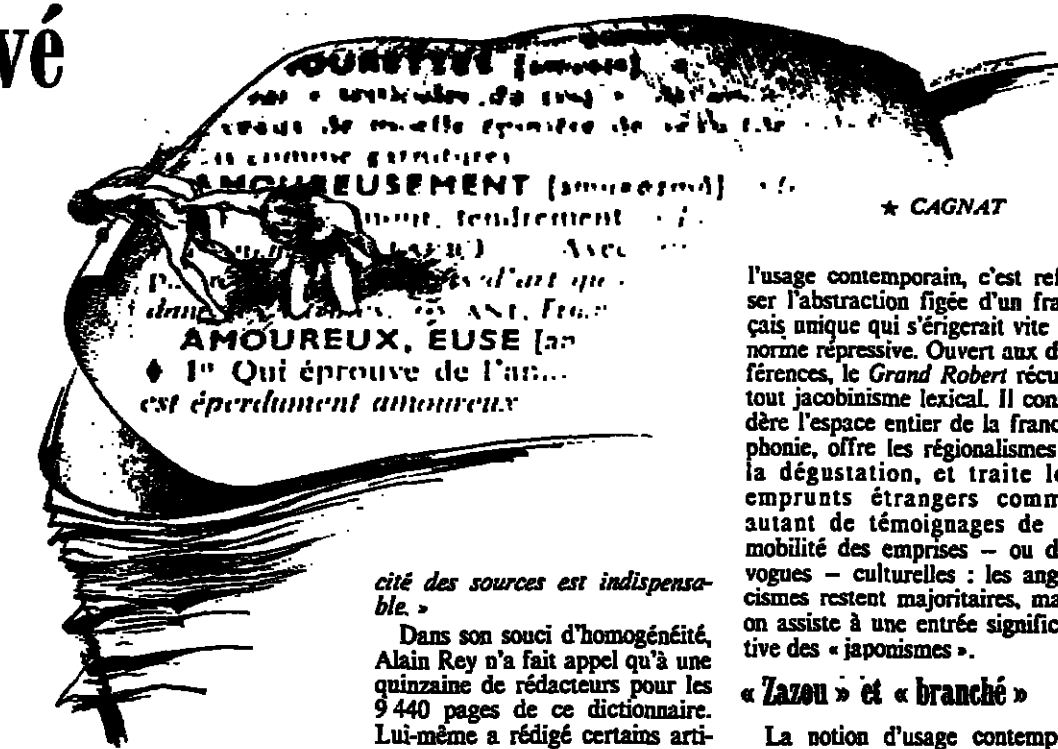 vé
AMOUREUSEMENT
tendrement
d'art
AMOUREUX, EUSE
♦ 1º Qui éprouve de l'
est éperdument amoureux
★ CAGNAT
cité des sources est indispensa-
ble. »
Dans son souci d'homogénéité,
Alain Rey n'a fait appel qu'à une
quinzaine de rédacteurs pour les
9 440 pages de ce dictionnaire.
Lui-même a rédigé certains arti-
l'usage contemporain, c'est ref
ser l'abstraction figée d'un fra
çais unique qui s'érigerait vite
norme répressive. Ouvert aux d
férences, le Grand Robert récu
tout jacobinisme lexical. Il con
dère l'espace entier de la franc
phonie, offre les régionalismes
la dégustation, et traite l
emprunts étrangers comm
autant de témoignages de
mobilité des emprises – ou d
vogues – culturelles : les ang
cismes restent majoritaires, ma
on assiste à une entrée signific
tive des « japonismes ».
« Zazou » et « branché »
La notion d'usage contemp